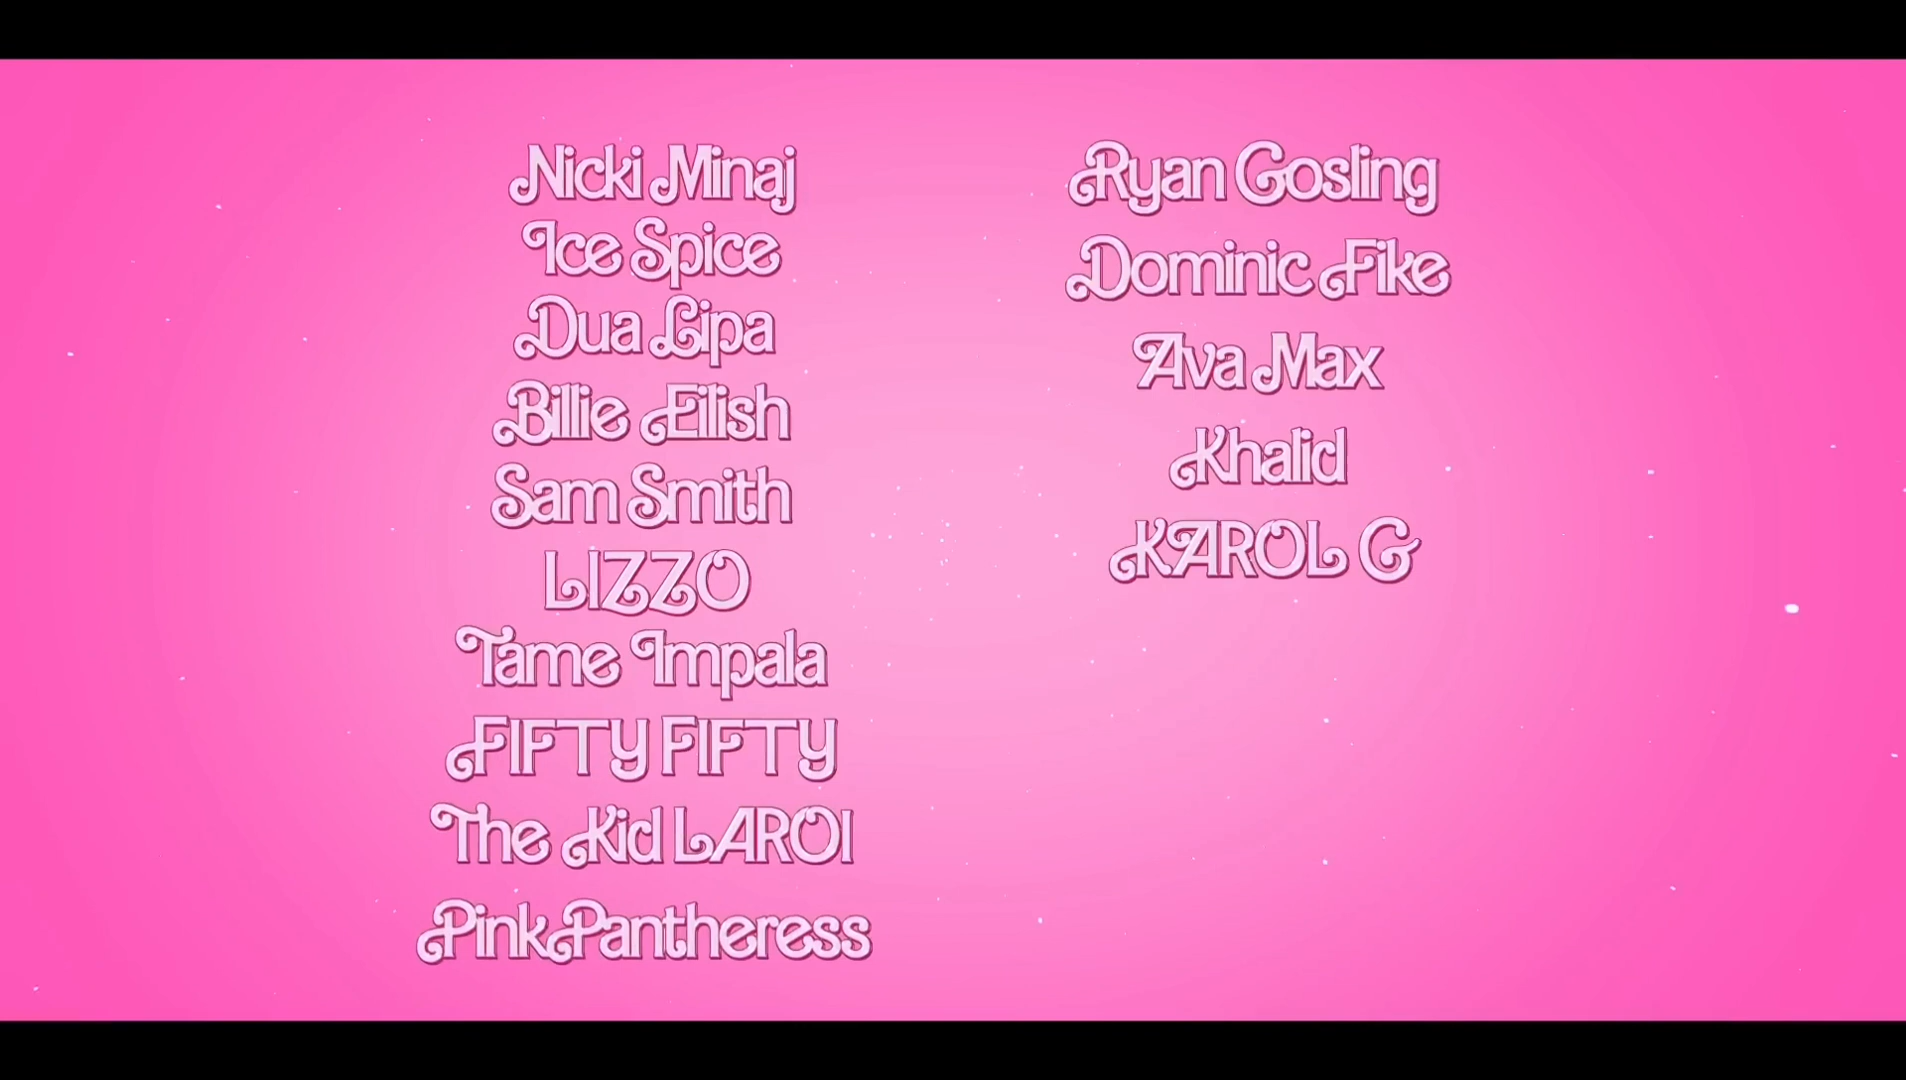 Nicki Minaj
Ice Spice
Dua Lipa
Billie Eilish
Sam Smith
LIZZO
Tame Impala
FIFTY FIFTY
The Kid LAROI
PinkPantheress
Ryan Gosling
Dominic Fike
Ava Max
Khalid
KAROL G